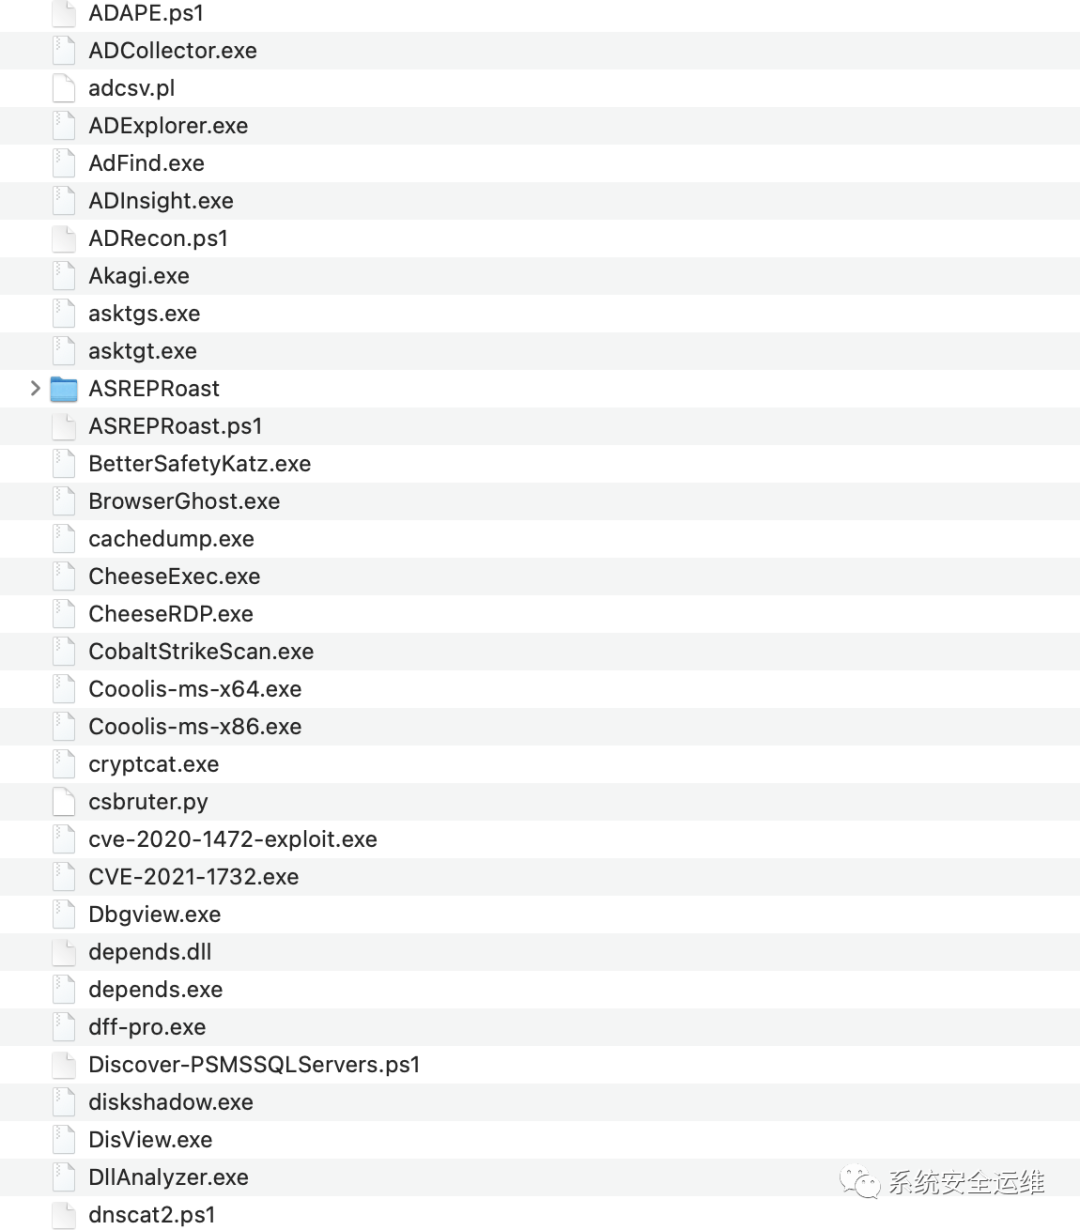 ADAPE.ps1
ADCollector.exe
adcsv.pl
ADExplorer.exe
AdFind.exe
ADInsight.exe
ADRecon.ps1
Akagi.exe
asktgs.exe
asktgt.exe
ASREPRoast
ASREPRoast.ps1
BetterSafetyKatz.exe
BrowserGhost.exe
cachedump.exe
CheeseExec.exe
CheeseRDP.exe
CobaltStrikeScan.exe
Cooolis-ms-x64.exe
Cooolis-ms-x86.exe
cryptcat.exe
csbruter.py
cve-2020-1472-exploit.exe
CVE-2021-1732.exe
Dbgview.exe
depends.dll
depends.exe
dff-pro.exe
Discover-PSMSSQLServers.ps1
diskshadow.exe
DisView.exe
DllAnalyzer.exe
系统安全运维
dnscat2.ps1